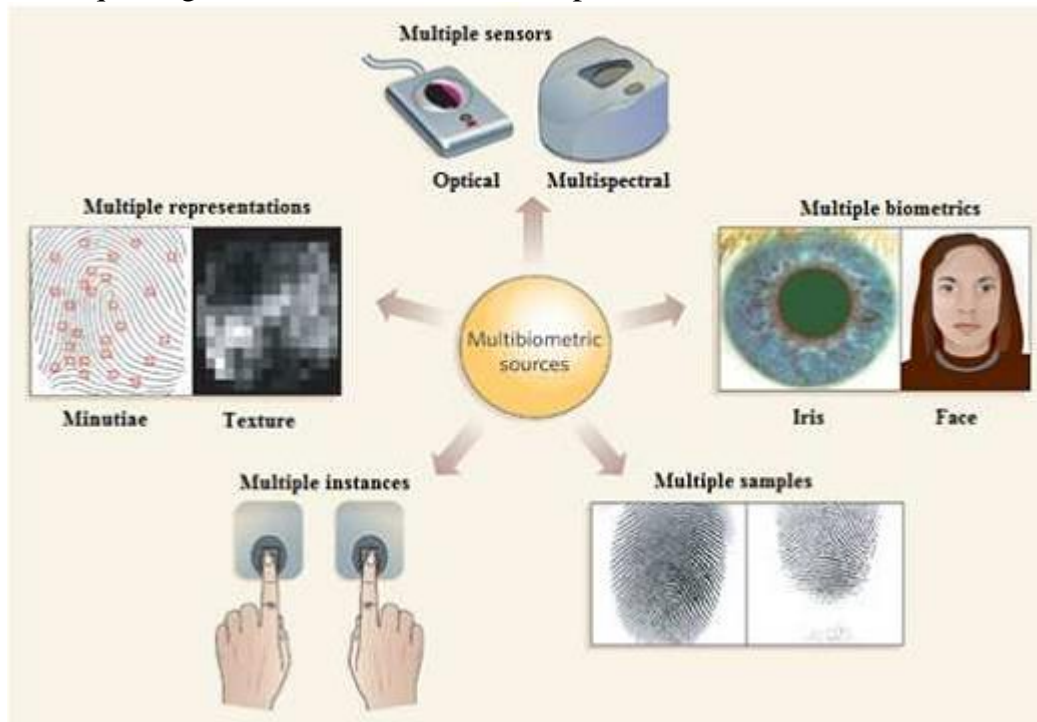 Multiple sensors
Optical
Multispectral
Multiple representations
Multiple biometrics
Multibiometric
sources
Minutiae
Texture
Iris
Face
Multiple instances
Multiple samples